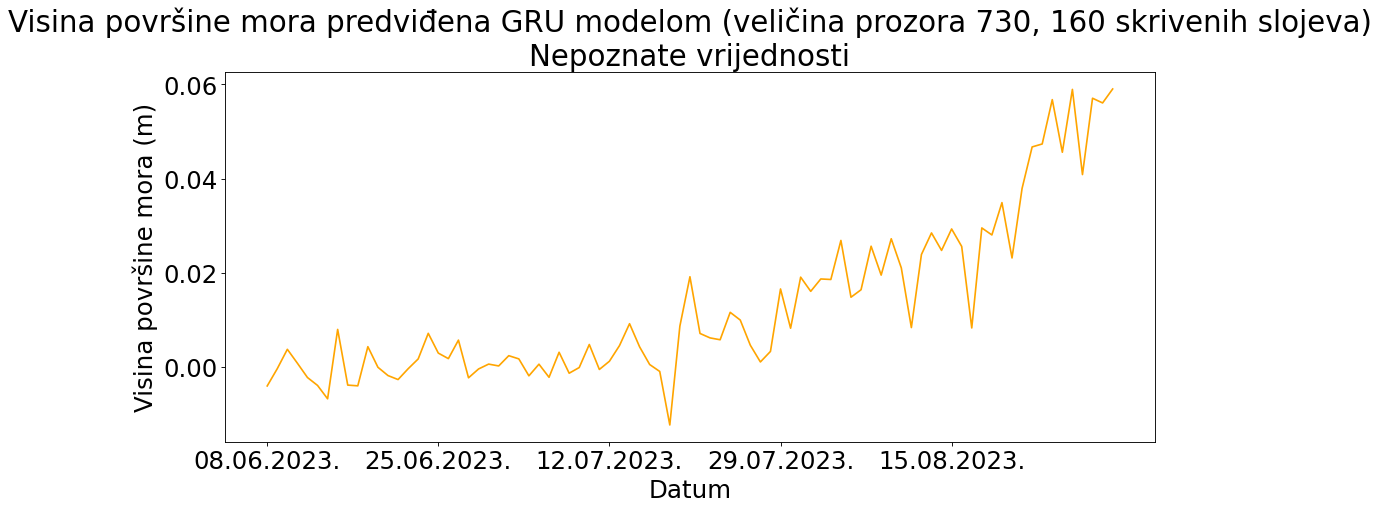 Visina površine mora predviđena GRU modelom (veličina prozora 730, 160 skrivenih slojeva)
Nepoznate vrijednosti
Visina površine mora (m)
0.06
0.04
0.02
0.00
08.06.2023. 25.06.2023. 12.07.2023. 29.07.2023. 15.08.2023.
Datum